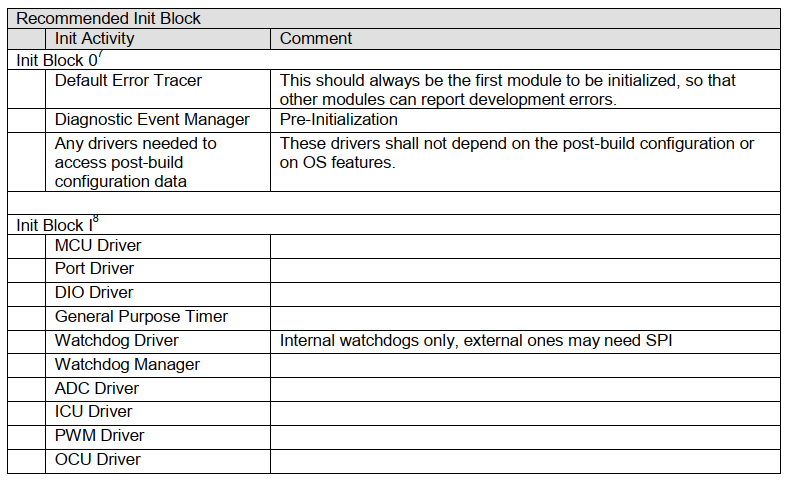 Recommended Init Block
Init Activity Comment
Init Block 0⁷
Default Error Tracer This should always be the first module to be initialized, so that
other modules can report development errors.
Diagnostic Event Manager Pre-Initialization
Any drivers needed to These drivers shall not depend on the post-build configuration or
access post-build on OS features.
configuration data
Init Block I⁸
MCU Driver
Port Driver
DIO Driver
General Purpose Timer
Watchdog Driver Internal watchdogs only, external ones may need SPI
Watchdog Manager
ADC Driver
ICU Driver
PWM Driver
OCU Driver